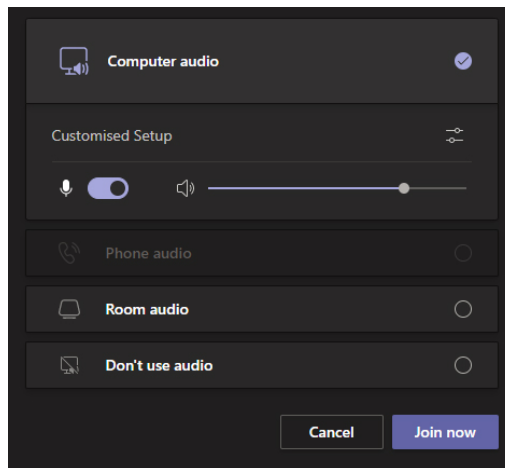 Computer audio
Customised Setup
Phone audio
Room audio
Don't use audio
Cancel
Join now